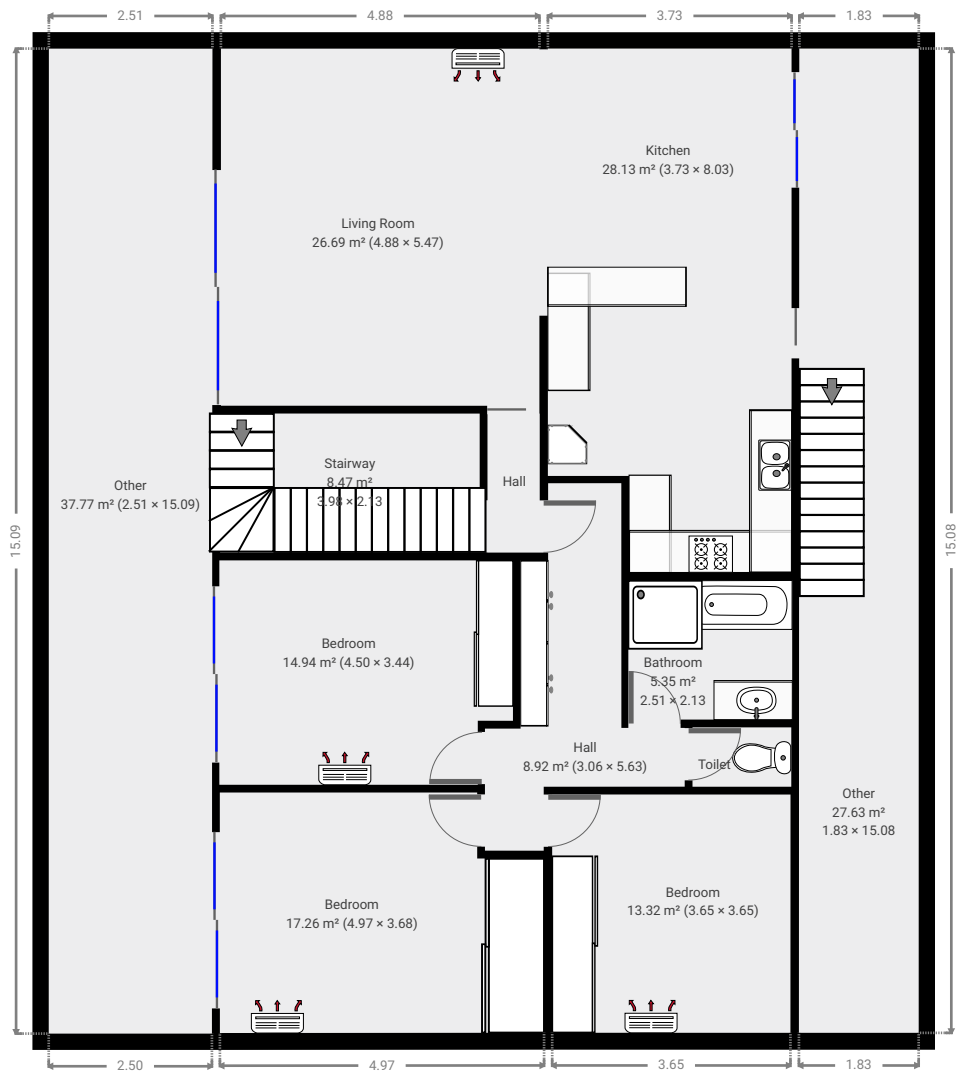 2.51
4.88
3.73
1.83
Kitchen
28.13 m² (3.73 × 8.03)
Living Room
26.69 m² (4.88 × 5.47)
Stairway
8.47 m²
3.98 × 2.13
Hall
Other
37.77 m² (2.51 × 15.09)
15.09
15.08
Bedroom
14.94 m² (4.50 × 3.44)
Bathroom
5.35 m²
2.51 × 2.13
Hall
8.92 m² (3.06 × 5.63)
Toilet
Other
27.63 m²
1.83 × 15.08
Bedroom
17.26 m² (4.97 × 3.68)
Bedroom
13.32 m² (3.65 × 3.65)
2.50
4.97
3.65
1.83